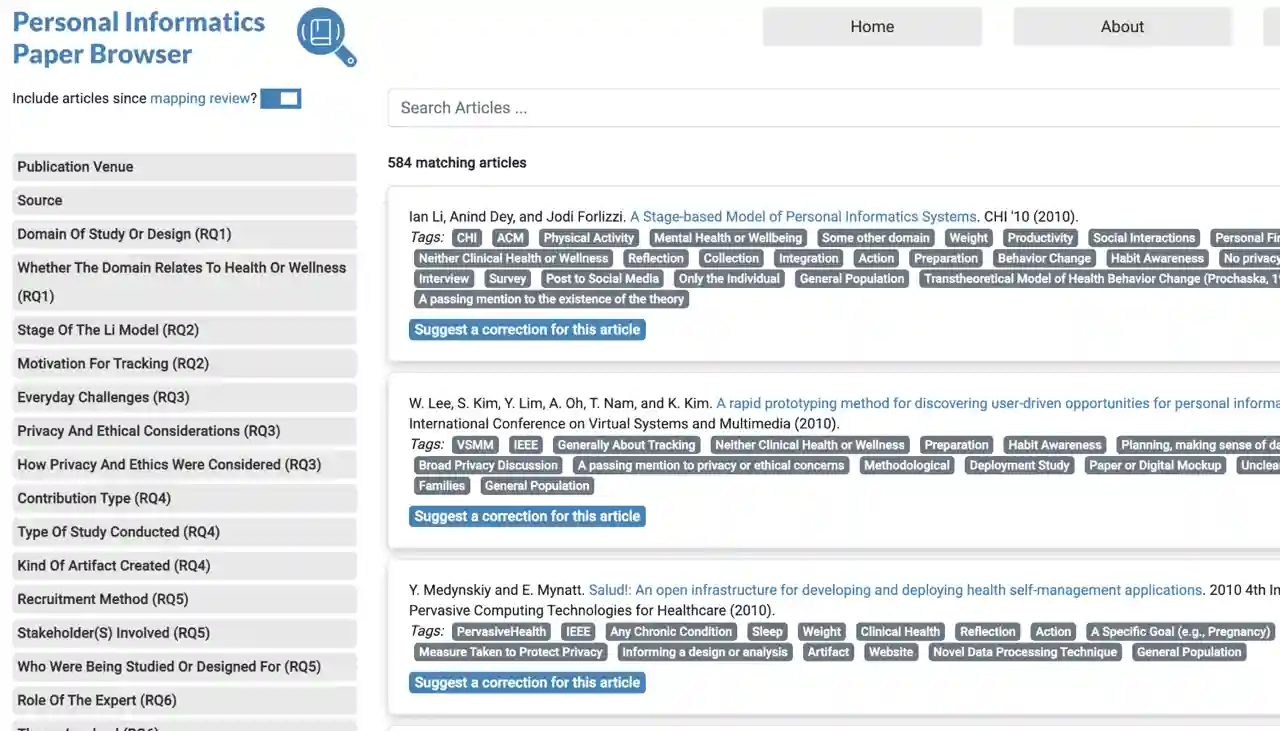 Personal Informatics
Paper Browser
Home
About
Include articles since mapping review?
Search Articles ...
584 matching articles
Publication Venue
Source
Domain Of Study Or Design (RQ1)
Whether The Domain Relates To Health Or Wellness
(RQ1)
Stage Of The Li Model (RQ2)
Motivation For Tracking (RQ2)
Everyday Challenges (RQ3)
Privacy And Ethical Considerations (RQ3)
How Privacy And Ethics Were Considered (RQ3)
Contribution Type (RQ4)
Type Of Study Conducted (RQ4)
Kind Of Artifact Created (RQ4)
Recruitment Method (RQ5)
Stakeholder(S) Involved (RQ5)
Who Were Being Studied Or Designed For (RQ5)
Role Of The Expert (RQ6)
Ian Li, Anind Dey, and Jodi Forlizzi. A Stage-based Model of Personal Informatics Systems. CHI '10 (2010).
Tags: CHI ACM Physical Activity Mental Health or Wellbeing Some other domain Weight Productivity Social Interactions Personal
Neither Clinical Health or Wellness Reflection Collection Integration Action Preparation Behavior Change Habit Awareness No privacy
Interview Survey Post to Social Media Only the Individual General Population Transtheoretical Model of Health Behavior Change (Prochaska,
A passing mention to the existence of the theory
Suggest a correction for this article
W. Lee, S. Kim, Y. Lim, A. Oh, T. Nam, and K. Kim. A rapid prototyping method for discovering user-driven opportunities for personal
International Conference on Virtual Systems and Multimedia (2010).
Tags: VSMM IEEE Generally About Tracking Neither Clinical Health or Wellness Preparation Habit Awareness Planning, making sense of
Broad Privacy Discussion A passing mention to privacy or ethical concerns Methodological Deployment Study Paper or Digital Mockup
Families General Population
Suggest a correction for this article
Y. Medynskiy and E. Mynatt. Salud!: An open infrastructure for developing and deploying health self-management applications. 2010 4th
Pervasive Computing Technologies for Healthcare (2010).
Tags: PervasiveHealth IEEE Any Chronic Condition Sleep Weight Clinical Health Reflection Action A Specific Goal (e.g., Pregnancy)
Measure Taken to Protect Privacy Informing a design or analysis Artifact Website Novel Data Processing Technique General Population
Suggest a correction for this article